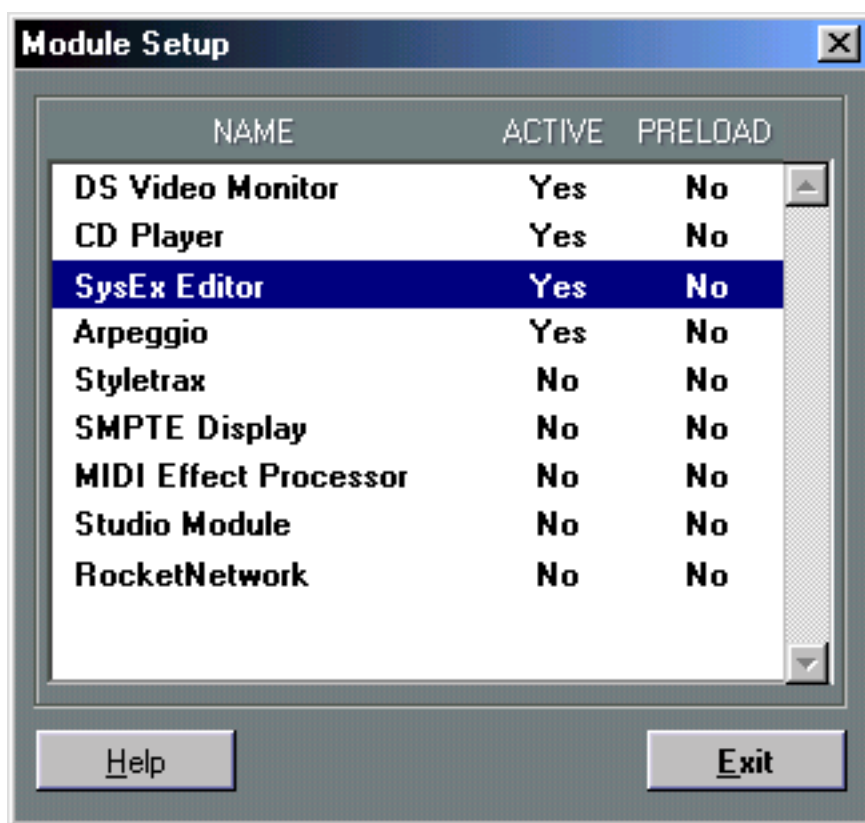 Module Setup
NAME ACTIVE PRELOAD
DS Video Monitor Yes No
CD Player Yes No
SysEx Editor Yes No
Arpeggio Yes No
Styletrax No No
SMPTE Display No No
MIDI Effect Processor No No
Studio Module No No
RocketNetwork No No
Help Exit